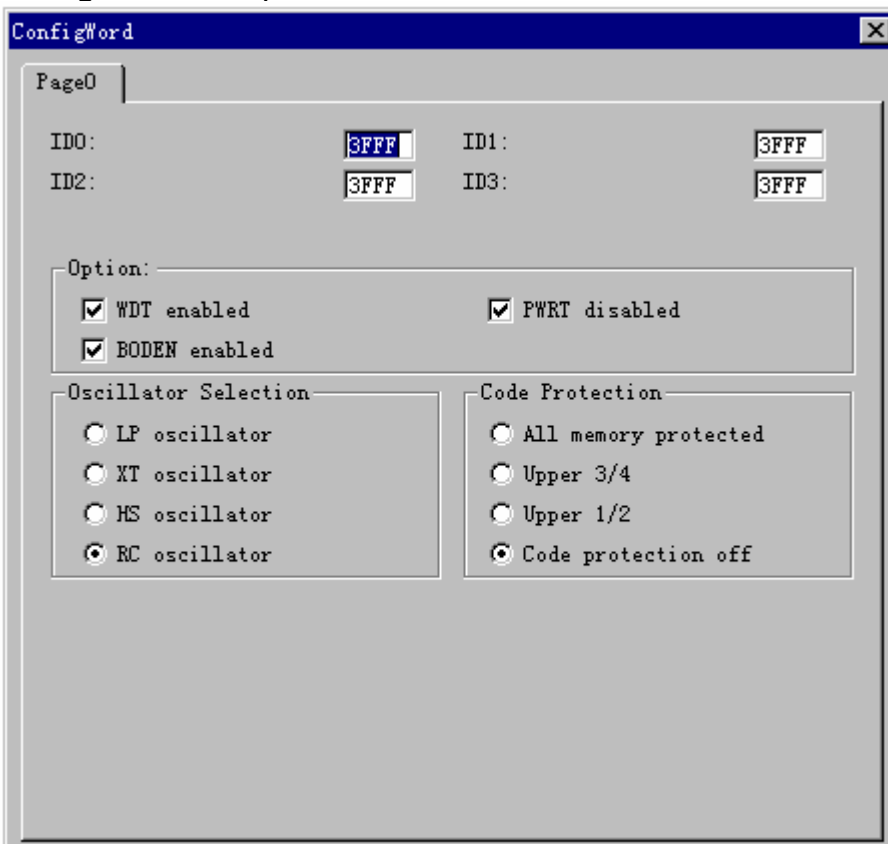 ConfigWord
Page0
ID0: 3FFF ID1: 3FFF
ID2: 3FFF ID3: 3FFF
Option:
WDT enabled PWRT disabled
BODEN enabled
Oscillator Selection Code Protection
LP oscillator All memory protected
XT oscillator Upper 3/4
HS oscillator Upper 1/2
RC oscillator Code protection off